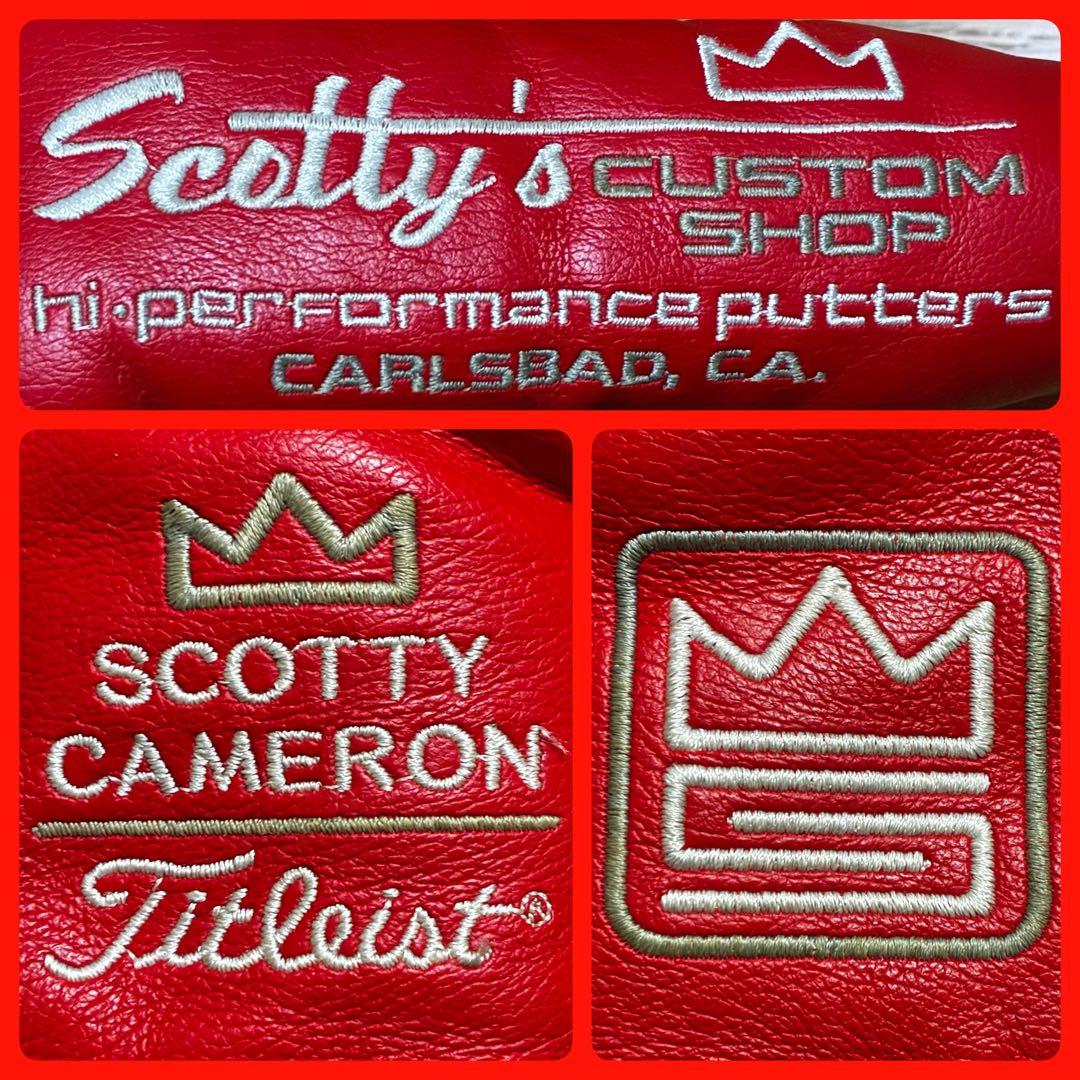 Scotty's CUSTOM
SHOP
hi·performance putters
CARLSBAD, CA.
SCOTTY
CAMERON
Titleist®